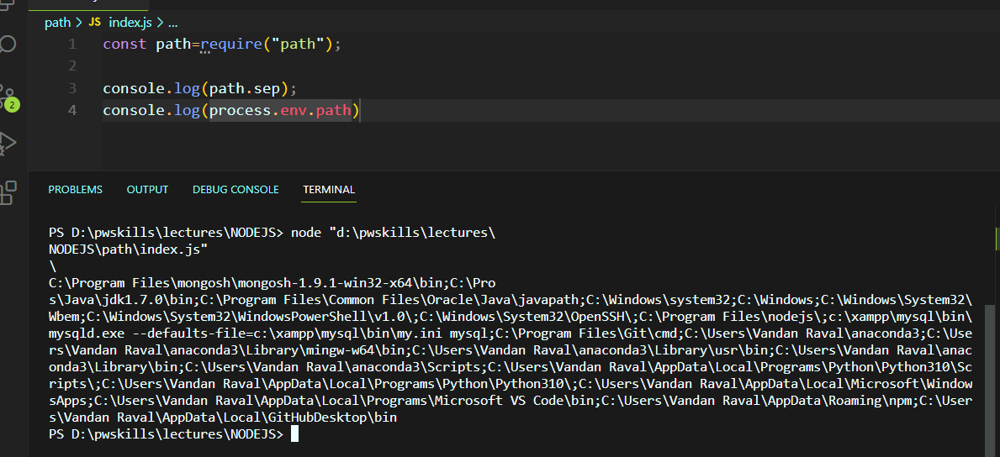 path > JS index.js > ...
1 const path=require("path");
2
3 console.log(path.sep);
4 console.log(process.env.path)
2
PROBLEMS OUTPUT DEBUG CONSOLE TERMINAL
PS D:\pwskills\lectures\NODEJS> node "d:\pwskills\lectures\
NODEJS\path\index.js"
\
C:\Program Files\mongosh\mongosh-1.9.1-win32-x64\bin;C:\Pro
s\Java\jdk1.7.0\bin;C:\Program Files\Common Files\Oracle\Java\javapath;C:\Windows\system32;C:\Windows;C:\Windows\System32\
Wbem;C:\Windows\System32\WindowsPowerShell\v1.0\;C:\Windows\System32\OpenSSH\;C:\Program Files\nodejs\;c:\xampp\mysql\bin\
mysqld.exe --defaults-file=c:\xampp\mysql\bin\my.ini mysql;C:\Program Files\Git\cmd;C:\Users\Vandan Raval\anaconda3;C:\Use
rs\Vandan Raval\anaconda3\Library\mingw-w64\bin;C:\Users\Vandan Raval\anaconda3\Library\usr\bin;C:\Users\Vandan Raval\anac
onda3\Library\bin;C:\Users\Vandan Raval\anaconda3\Scripts;C:\Users\Vandan Raval\AppData\Local\Programs\Python\Python310\Sc
ripts\;C:\Users\Vandan Raval\AppData\Local\Programs\Python\Python310\;C:\Users\Vandan Raval\AppData\Local\Microsoft\Window
sApps;C:\Users\Vandan Raval\AppData\Local\Programs\Microsoft VS Code\bin;C:\Users\Vandan Raval\AppData\Roaming\npm;C:\User
s\Vandan Raval\AppData\Local\GitHubDesktop\bin
PS D:\pwskills\lectures\NODEJS>